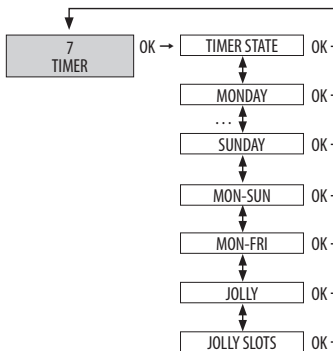 7
TIMER
OK
TIMER STATE
OK
MONDAY
OK
...
SUNDAY
OK
MON-SUN
OK
MON-FRI
OK
JOLLY
OK
JOLLY SLOTS
OK